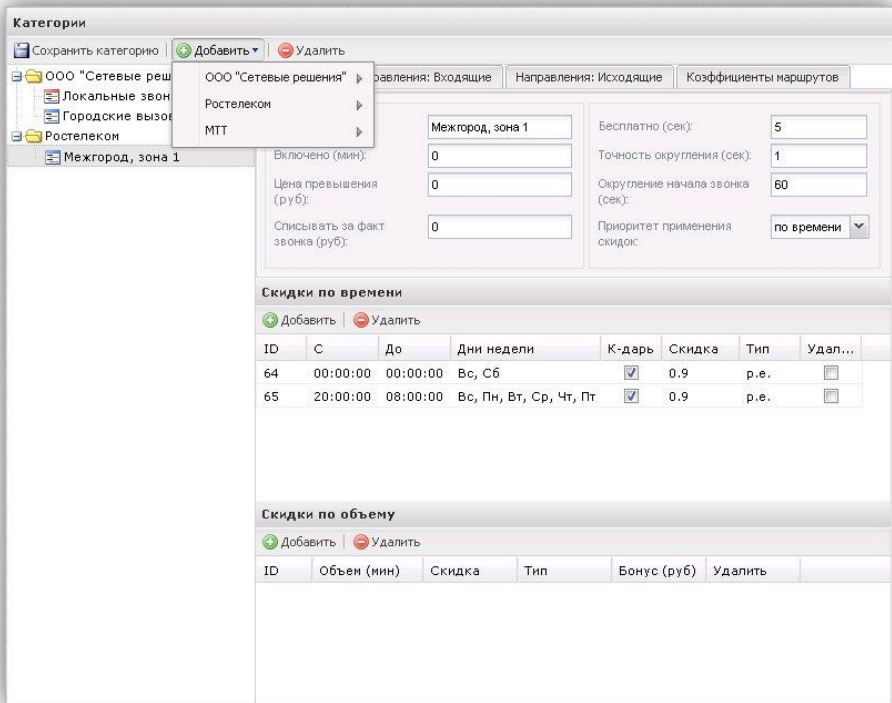 Категории
Сохранить категорию Добавить Удалить
ООО "Сетевые реш
Локальные звон
Городские вызо
Ростелеком
Межгород, зона 1
ООО "Сетевые решения"
Ростелеком
МТТ
равления: Входящие Направления: Исходящие Коэффициенты маршрутов
Межгород, зона 1 Бесплатно (сек): 5
Включено (мин): 0 Точность округления (сек): 1
Цена превышения (руб): 0 Округление начала звонка (сек): 60
Списывать за факт звонка (руб): 0 Приоритет применения скидок: по времени
Скидки по времени
Добавить Удалить
ID С До Дни недели К-дарь Скидка Тип Удал...
64 00:00:00 00:00:00 Вс, Сб 0.9 р.е.
65 20:00:00 08:00:00 Вс, Пн, Вт, Ср, Чт, Пт 0.9 р.е.
Скидки по объему
Добавить Удалить
ID Объем (мин) Скидка Тип Бонус (руб) Удалить